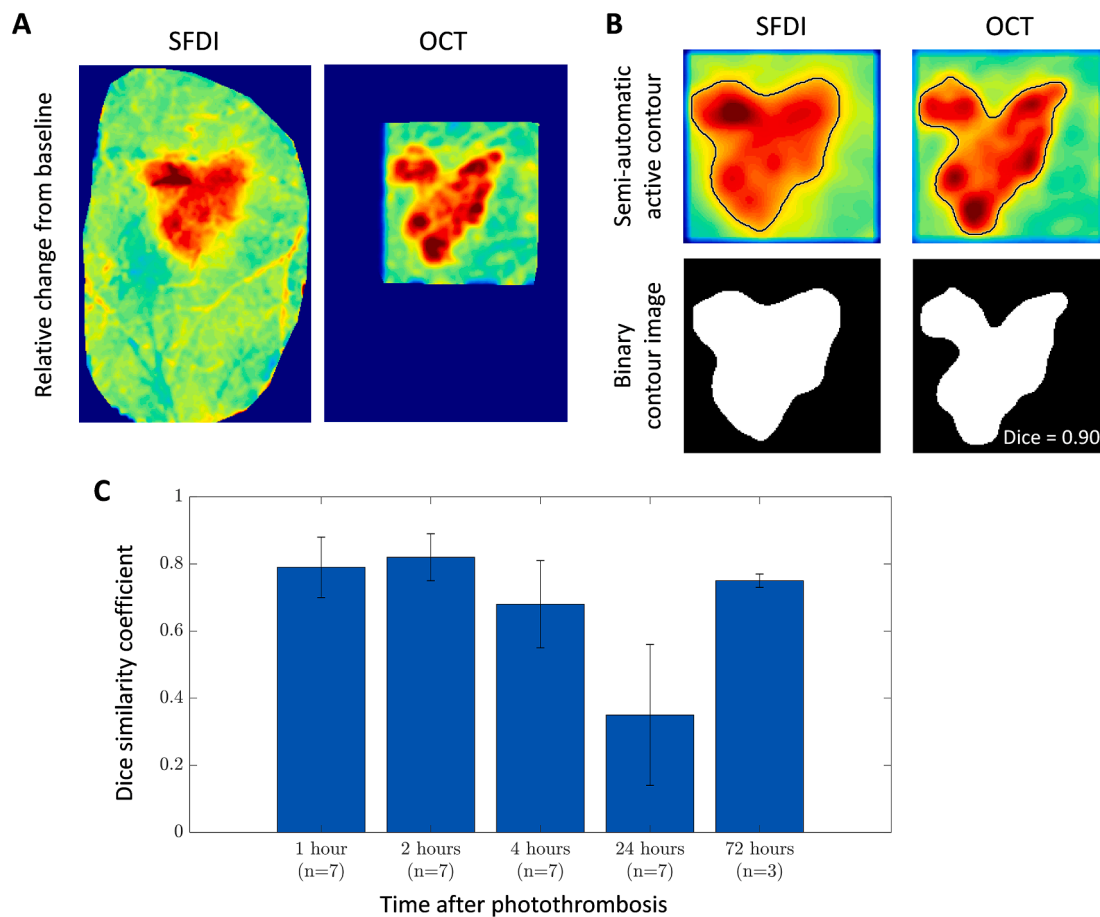 A
SFDI
OCT
Relative change from baseline
B
SFDI
OCT
Semi-automatic
active contour
Binary
contour image
Dice = 0.90
C
Dice similarity coefficient
1
0.8
0.6
0.4
0.2
0
1 hour
(n=7)
2 hours
(n=7)
4 hours
(n=7)
24 hours
(n=7)
72 hours
(n=3)
Time after photothrombosis